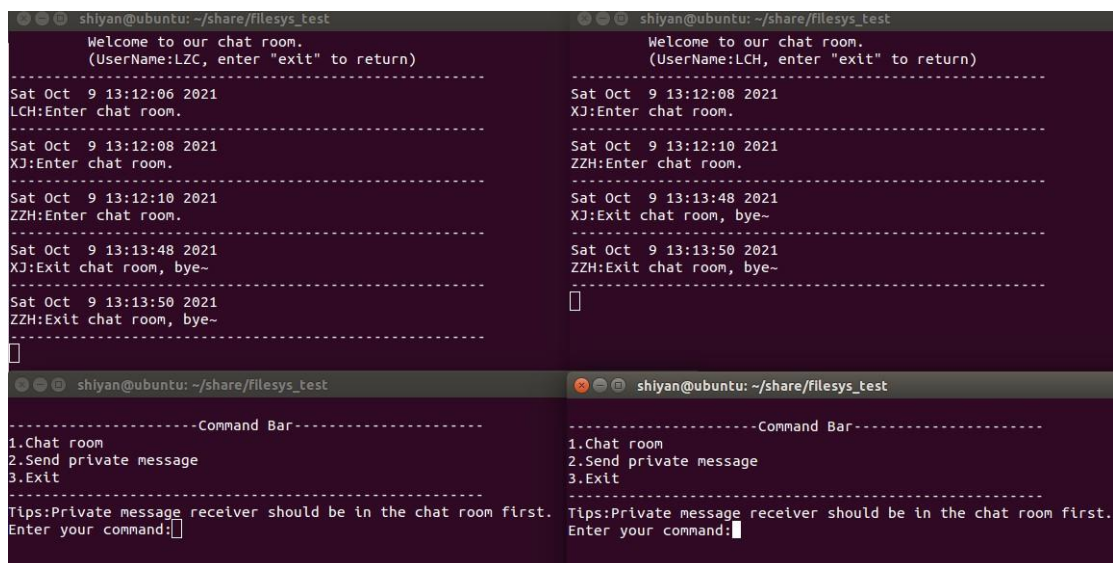 shiyan@ubuntu: ~/share/filesys_test
Welcome to our chat room.
(UserName:LZC, enter "exit" to return)
------------------------------------------------------
Sat Oct  9 13:12:06 2021
LCH:Enter chat room.
------------------------------------------------------
Sat Oct  9 13:12:08 2021
XJ:Enter chat room.
------------------------------------------------------
Sat Oct  9 13:12:10 2021
ZZH:Enter chat room.
------------------------------------------------------
Sat Oct  9 13:13:48 2021
XJ:Exit chat room, bye~
------------------------------------------------------
Sat Oct  9 13:13:50 2021
ZZH:Exit chat room, bye~
------------------------------------------------------
shiyan@ubuntu: ~/share/filesys_test
Welcome to our chat room.
(UserName:LCH, enter "exit" to return)
------------------------------------------------------
Sat Oct  9 13:12:08 2021
XJ:Enter chat room.
------------------------------------------------------
Sat Oct  9 13:12:10 2021
ZZH:Enter chat room.
------------------------------------------------------
Sat Oct  9 13:13:48 2021
XJ:Exit chat room, bye~
------------------------------------------------------
Sat Oct  9 13:13:50 2021
ZZH:Exit chat room, bye~
------------------------------------------------------
shiyan@ubuntu: ~/share/filesys_test
----------------------Command Bar----------------------
1.Chat room
2.Send private message
3.Exit
------------------------------------------------------
Tips:Private message receiver should be in the chat room first.
Enter your command:
shiyan@ubuntu: ~/share/filesys_test
----------------------Command Bar----------------------
1.Chat room
2.Send private message
3.Exit
------------------------------------------------------
Tips:Private message receiver should be in the chat room first.
Enter your command: